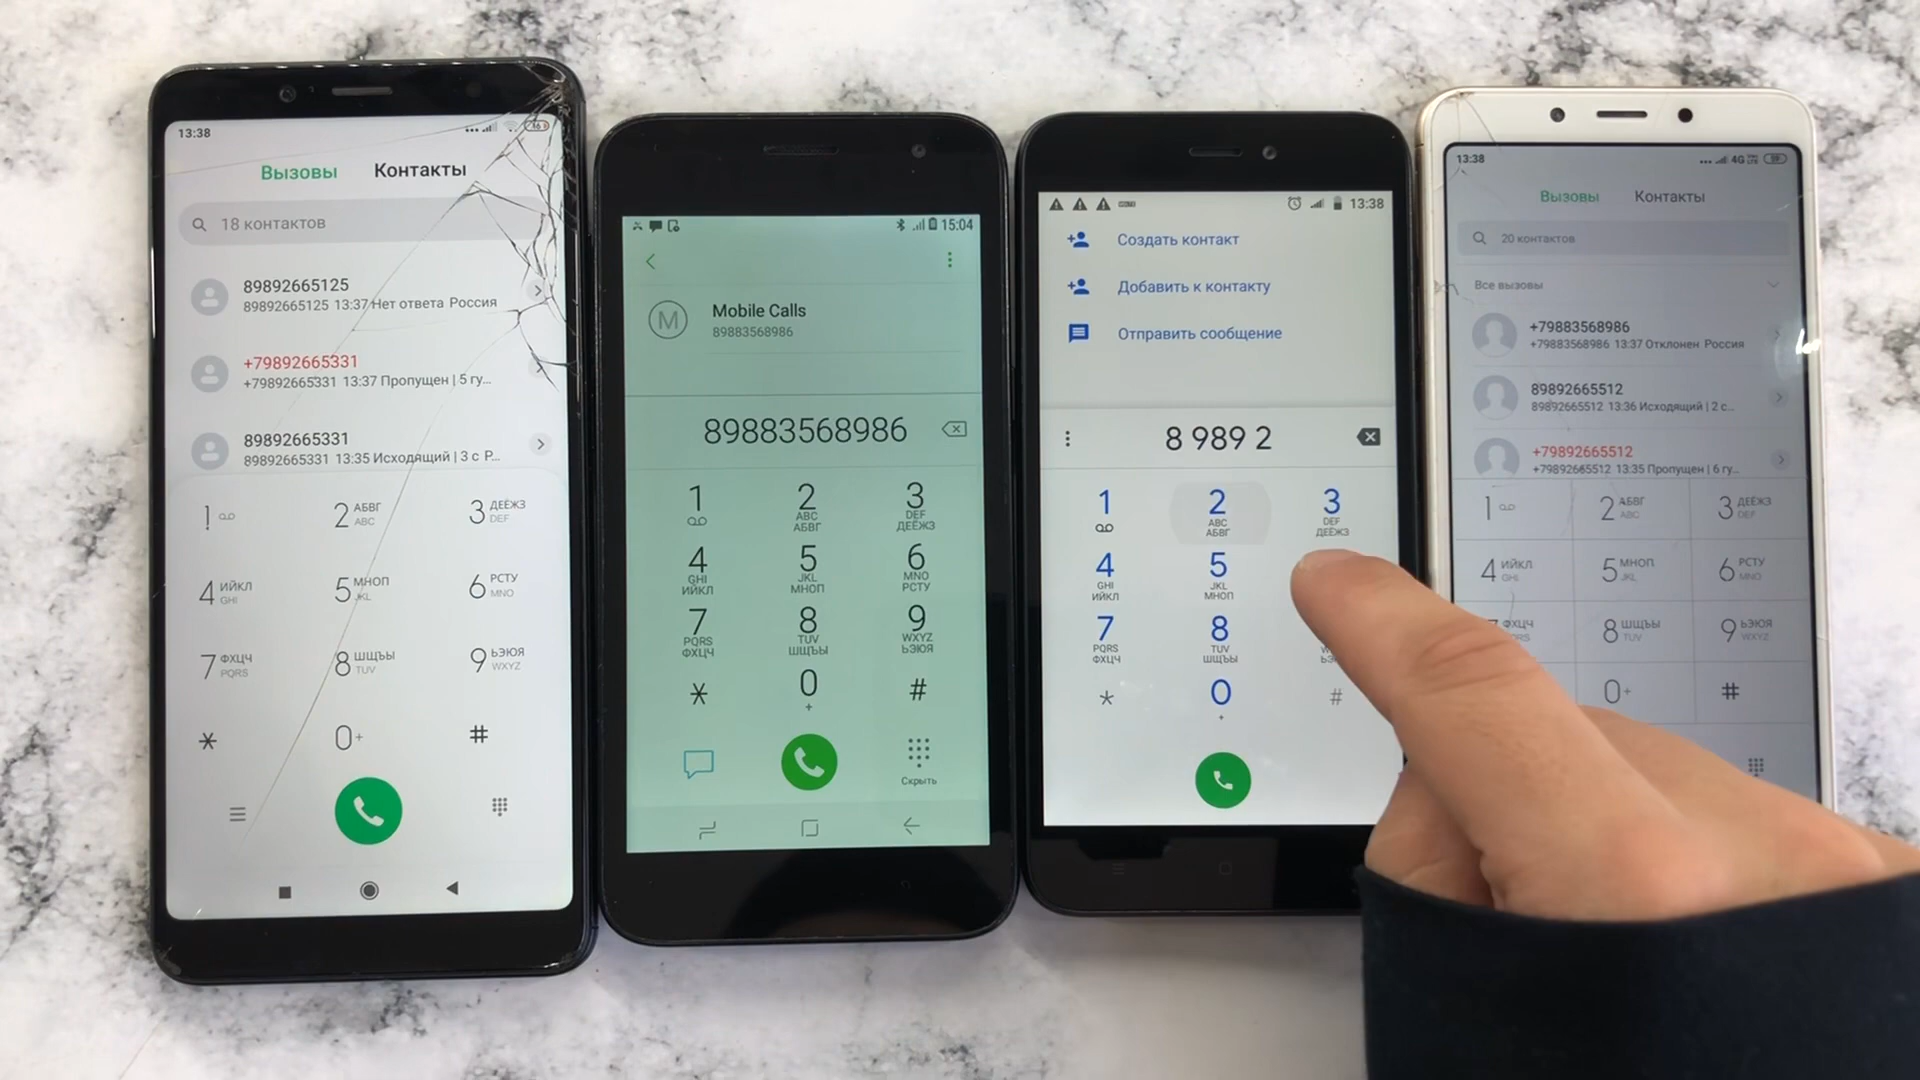 13:38
46
Вызовы Контакты
18 контактов
89892665125
89892665125 13:37 Нет ответа Россия
+79892665331
+79892665331 13:37 Пропущен | 5 гу...
89892665331
89892665331 13:35 Исходящий | 3 с Р...
1
2 АБВГ ABC
3 ДЕЁЖЗ DEF
4 ИЙКЛ GHI
5 МНОП JKL
6 РСТУ MNO
7 ФХЦЧ PQRS
8 ШЩЪЫ TUV
9 ЬЭЮЯ WXYZ
*
0 +
#
15:04
M
Mobile Calls
89883568986
89883568986
1
2 ABC АБВГ
3 DEF ДЕЁЖЗ
4 GHI ИЙКЛ
5 JKL МНОП
6 MNO РСТУ
7 PQRS ФХЦЧ
8 TUV ШЩЪЫ
9 WXYZ ЬЭЮЯ
*
0 +
#
Скрыть
13:38
Создать контакт
Добавить к контакту
Отправить сообщение
8 989 2
1
2 ABC АБВГ
3 DEF ДЕЁЖЗ
4 GHI ИЙКЛ
5 JKL МНОП
7 PQRS ФХЦЧ
8 TUV ШЩЪЫ
*
0 +
#
13:38
4G
Вызовы Контакты
20 контактов
Все вызовы
+79883568986
+79883568986 13:37 Отклонен Россия
89892665512
89892665512 13:36 Исходящий | 2 с...
+79892665512
+79892665512 13:35 Пропущен | 6 гу...
1
2 АБВГ ABC
3 ДЕЁЖЗ DEF
4 ИЙКЛ GHI
5 МНОП JKL
6 РСТУ MNO
8 ШЩЪЫ TUV
9 ЬЭЮЯ WXYZ
0 +
#